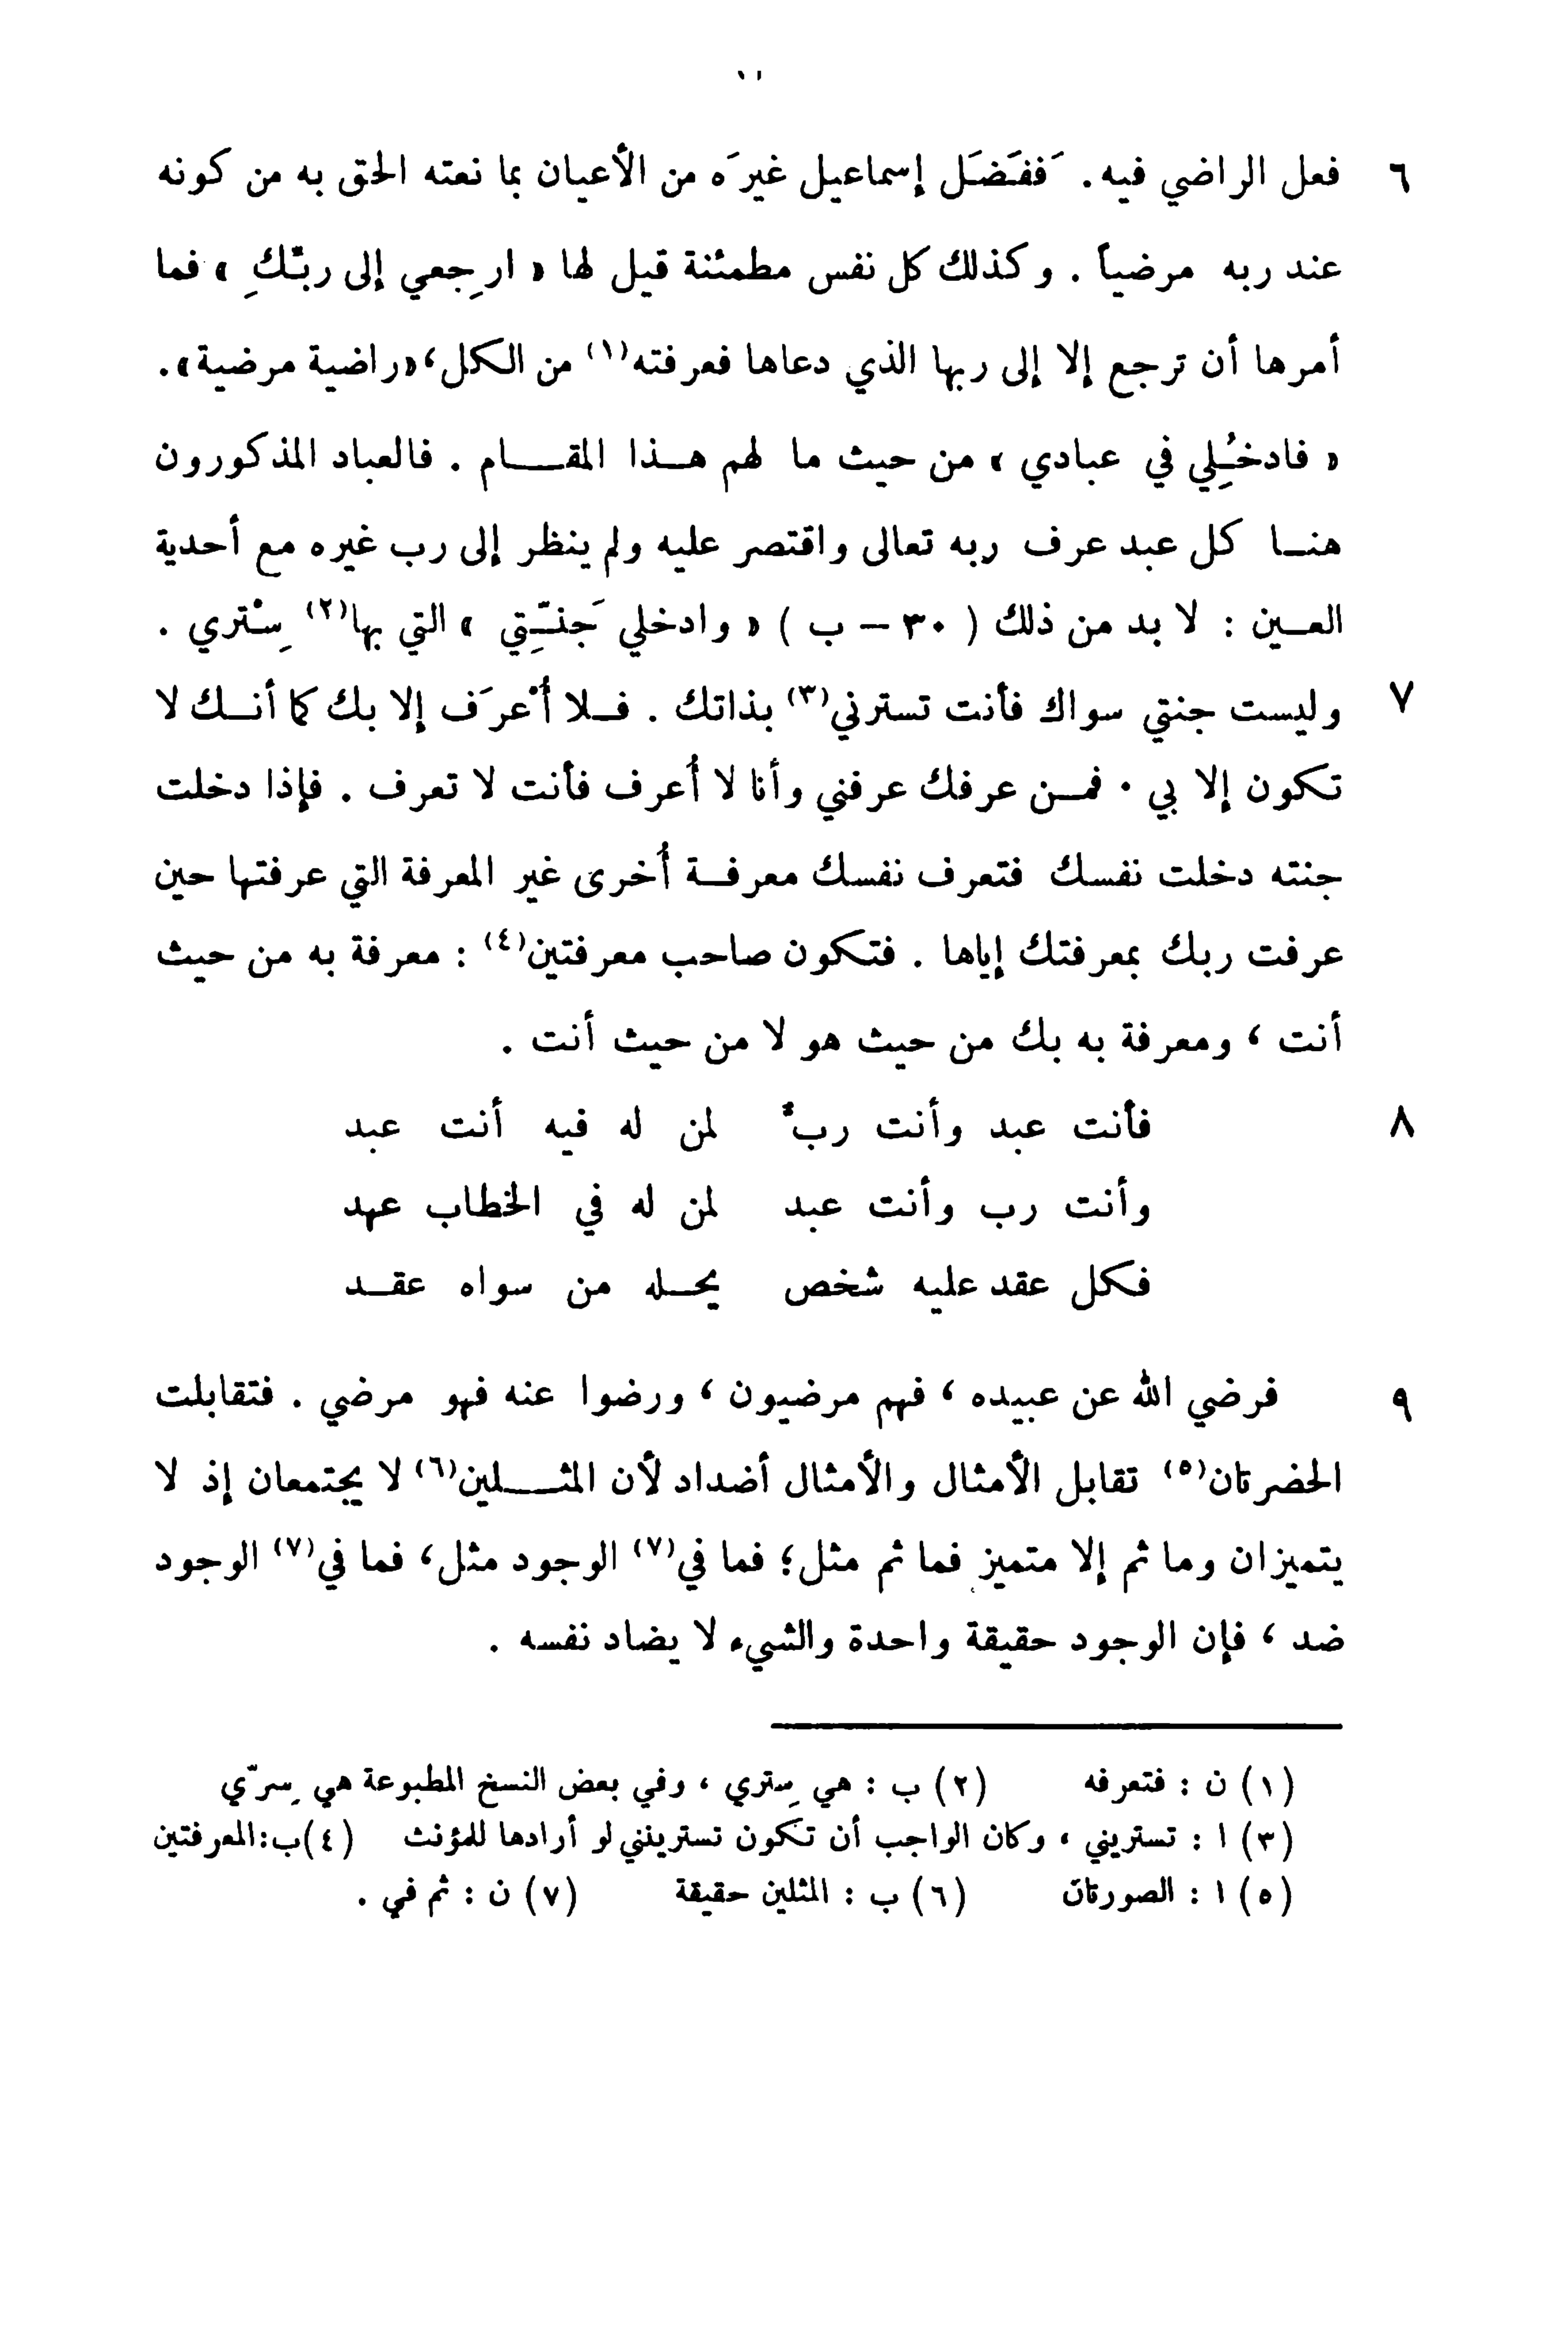 ٦ فعل الراضي فيه . فَفَضَل إسماعيل غيرَه من الأعيان بما نعته الحق به من كونه
عند ربه مرضياً . وكذلك كل نفس مطمئنة قيل لها « ارجِعي إلى ربّكِ » فما
أمرها أن ترجع إلا إلى ربها الذي دعاها فعرفته(١) من الكل، «راضية مرضية».
« فادخُلِي في عبادي » من حيث ما لهم هذا المقام . فالعباد المذكورون
هنا كل عبد عرف ربه تعالى واقتصر عليه ولم ينظر إلى رب غيره مع أحدية
العين : لا بد من ذلك ( ٣٠ – ب ) « وادخلي جَنّتِي » التي بها(٢) سِتْري .
٧ وليست جنتي سواك فأنت تسترني(٣) بذاتك . فلا أُعْرَف إلا بك كما أنك لا
تكون إلا بي . فمن عرفك عرفني وأنا لا أُعرف فأنت لا تعرف . فإذا دخلت
جنته دخلت نفسك فتعرف نفسك معرفة أُخرى غير المعرفة التي عرفتها حين
عرفت ربك بمعرفتك إياها . فتكون صاحب معرفتين(٤) : معرفة به من حيث
أنت ، ومعرفة به بك من حيث هو لا من حيث أنت .
٨ فأنت عبد وأنت ربٌ لمن له فيه أنت عبد
وأنت رب وأنت عبد لمن له في الخطاب عهد
فكل عقد عليه شخص يحله من سواه عقد
٩ فرضي الله عن عبيده ، فهم مرضيون ، ورضوا عنه فهو مرضي . فتقابلت
الحضرتان(٥) تقابل الأمثال والأمثال أضداد لأن المثلين(٦) لا يجتمعان إذ لا
يتميزان وما ثم إلا متميز فما ثم مثل؛ فما في(٧) الوجود مثل، فما في(٧) الوجود
ضد ، فإن الوجود حقيقة واحدة والشيء لا يضاد نفسه .
(١) ن : فتعرفه (٢) ب : هي سِتري ، وفي بعض النسخ المطبوعة هي سِرّي
(٣) ا : تستريني ، وكان الواجب أن تكون تسترينني لو أرادها للمؤنث (٤)ب:المعرفتين
(٥) ا : الصورتان (٦) ب : المثلين حقيقة (٧) ن : ثم في .